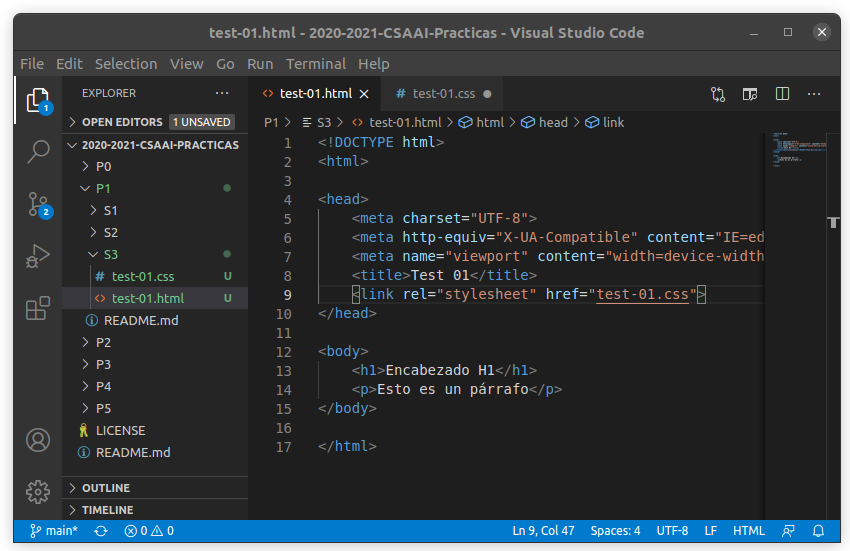 test-01.html - 2020-2021-CSAAI-Practicas - Visual Studio Code
File Edit Selection View Go Run Terminal Help
EXPLORER
OPEN EDITORS 1 UNSAVED
2020-2021-CSAAI-PRACTICAS
P0
P1
S1
S2
S3
test-01.css U
test-01.html U
README.md
P2
P3
P4
P5
LICENSE
README.md
OUTLINE
TIMELINE
1
2
test-01.html test-01.css
P1 > S3 > test-01.html > html > head > link
1 <!DOCTYPE html>
2 <html>
3
4 <head>
5 <meta charset="UTF-8">
6 <meta http-equiv="X-UA-Compatible" content="IE=ed
7 <meta name="viewport" content="width=device-width
8 <title>Test 01</title>
9 <link rel="stylesheet" href="test-01.css">
10 </head>
11
12 <body>
13 <h1>Encabezado H1</h1>
14 <p>Esto es un párrafo</p>
15 </body>
16
17 </html>
main* 0 0 Ln 9, Col 47 Spaces: 4 UTF-8 LF HTML